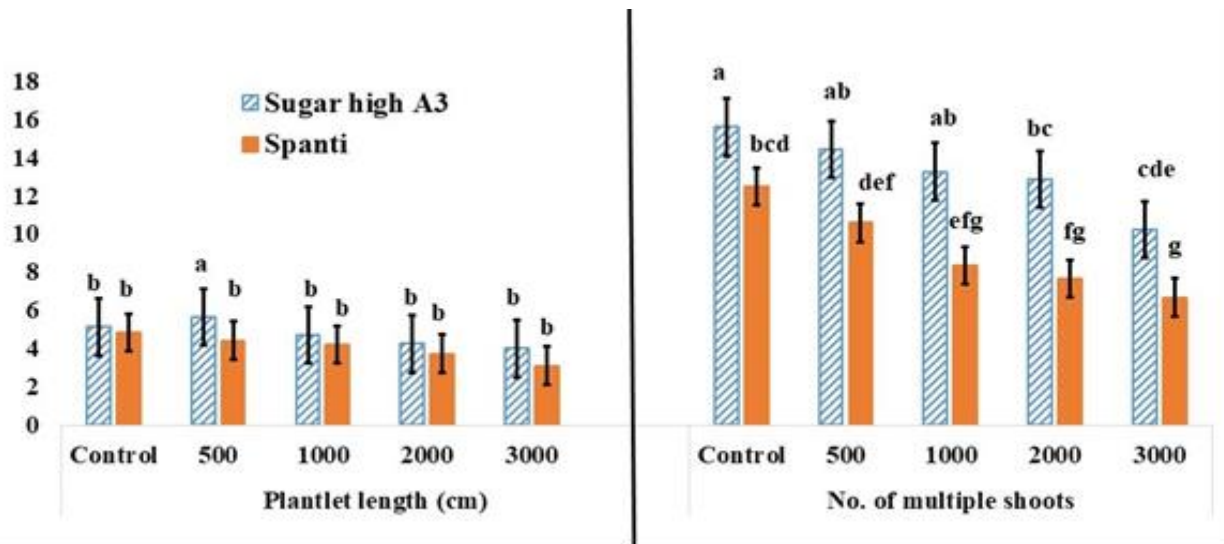 18
16
14
12
10
8
6
4
2
0
Sugar high A3
Spanti
b b a b b b b b b b
Control 500 1000 2000 3000
Plantlet length (cm)
a bcd ab def ab efg bc fg cde g
Control 500 1000 2000 3000
No. of multiple shoots